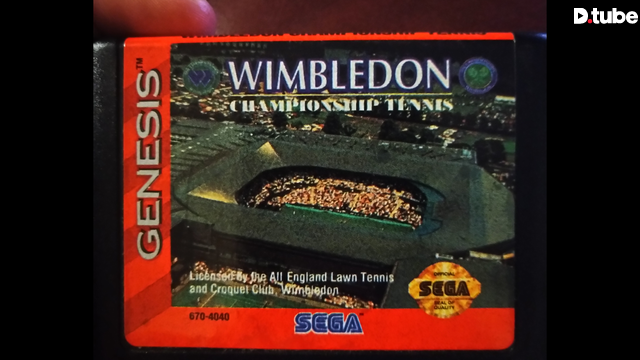 D.tube
GENESIS™
WIMBLEDON
CHAMPIONSHIP TENNIS
Licensed by the All England Lawn Tennis
and Croquet Club, Wimbledon
OFFICIAL
SEGA
SEAL OF
QUALITY
670-4040
SEGA